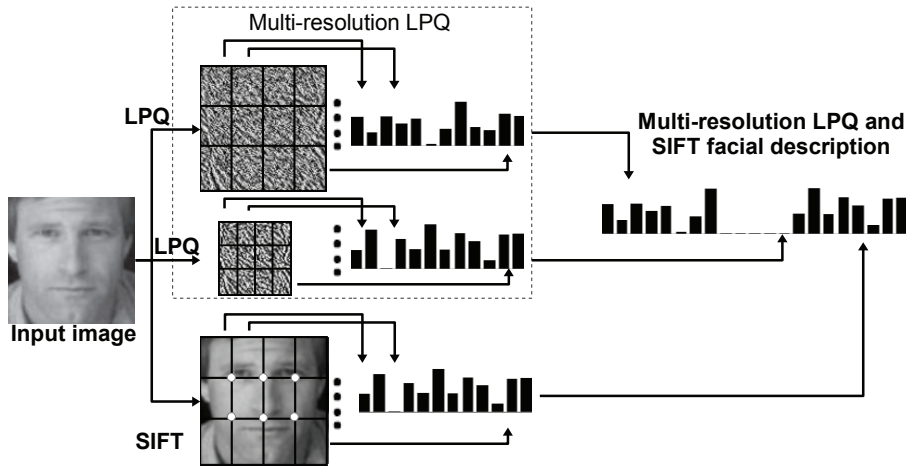 Multi-resolution LPQ
LPQ
Multi-resolution LPQ and
SIFT facial description
LPQ
Input image
SIFT